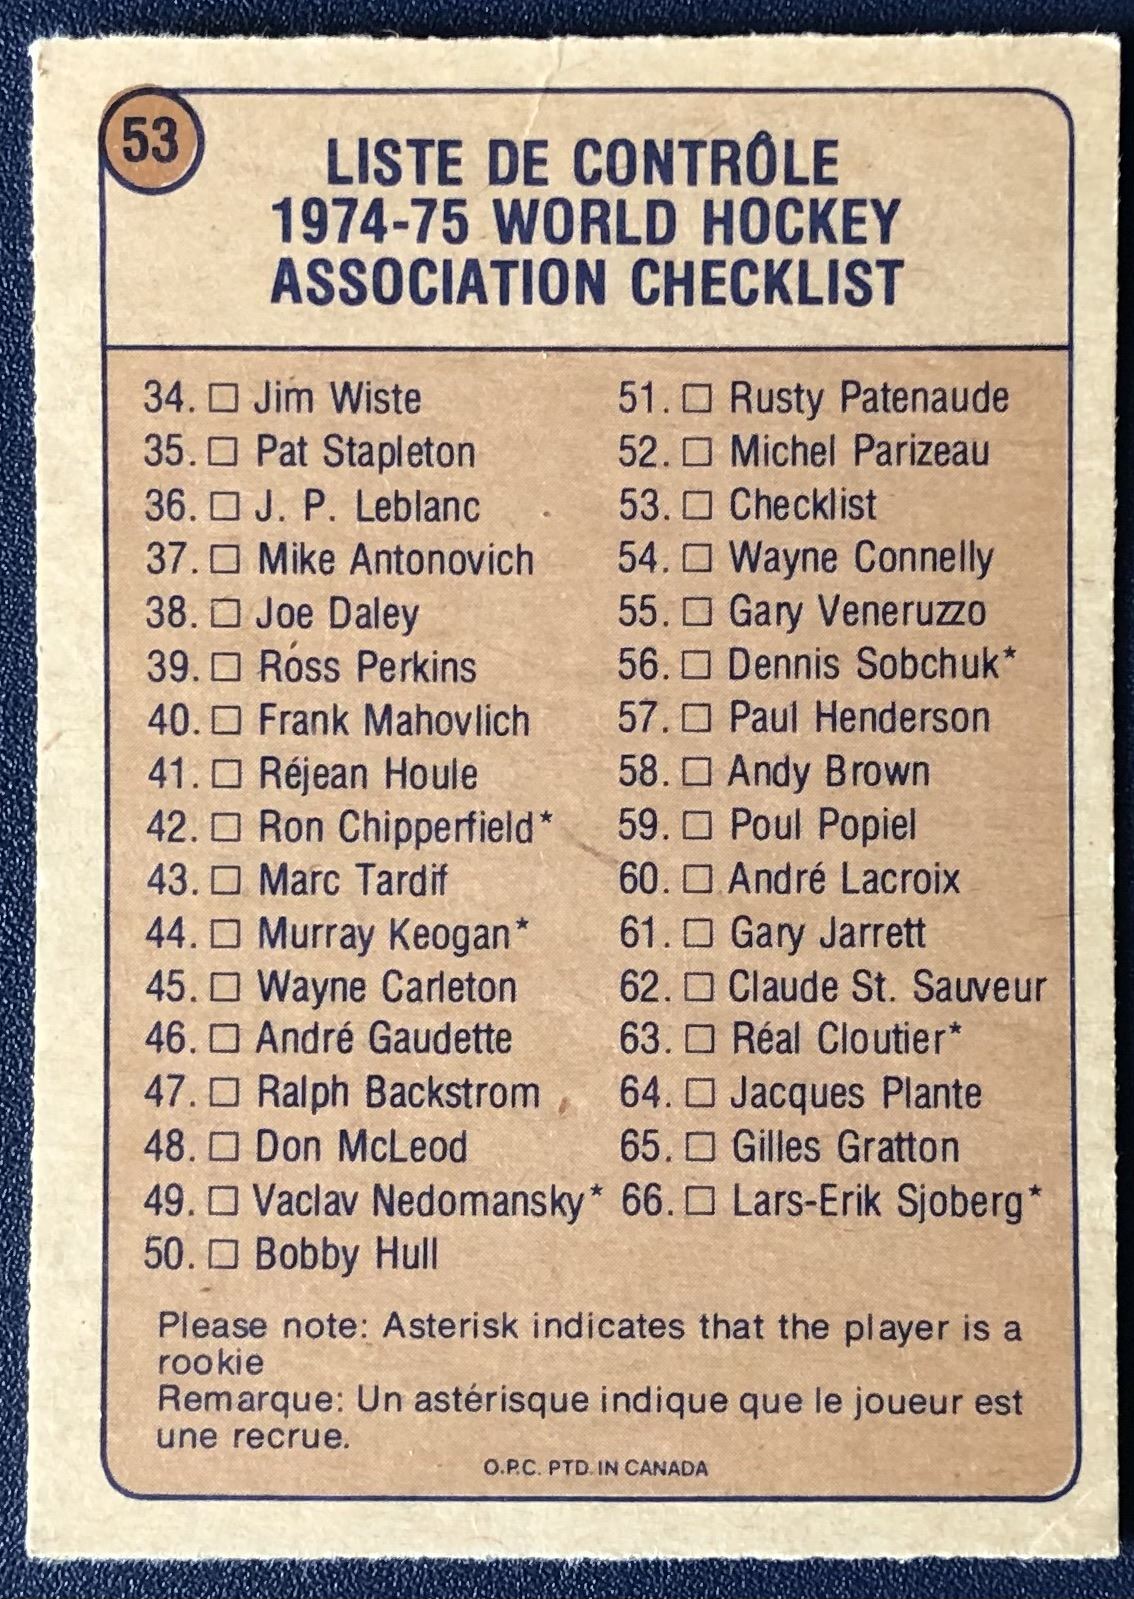 53
LISTE DE CONTRÔLE
1974-75 WORLD HOCKEY
ASSOCIATION CHECKLIST
34. □ Jim Wiste
35. □ Pat Stapleton
36. □ J. P. Leblanc
37. □ Mike Antonovich
38. □ Joe Daley
39. □ Ross Perkins
40. □ Frank Mahovlich
41. □ Réjean Houle
42. □ Ron Chipperfield*
43. □ Marc Tardif
44. □ Murray Keogan*
45. □ Wayne Carleton
46. □ André Gaudette
47. □ Ralph Backstrom
48. □ Don McLeod
49. □ Vaclav Nedomansky*
50. □ Bobby Hull
51. □ Rusty Patenaude
52. □ Michel Parizeau
53. □ Checklist
54. □ Wayne Connelly
55. □ Gary Veneruzzo
56. □ Dennis Sobchuk*
57. □ Paul Henderson
58. □ Andy Brown
59. □ Poul Popiel
60. □ André Lacroix
61. □ Gary Jarrett
62. □ Claude St. Sauveur
63. □ Réal Cloutier*
64. □ Jacques Plante
65. □ Gilles Gratton
66. □ Lars-Erik Sjoberg*
Please note: Asterisk indicates that the player is a
rookie
Remarque: Un astérisque indique que le joueur est
une recrue.
O.P.C. PTD. IN CANADA